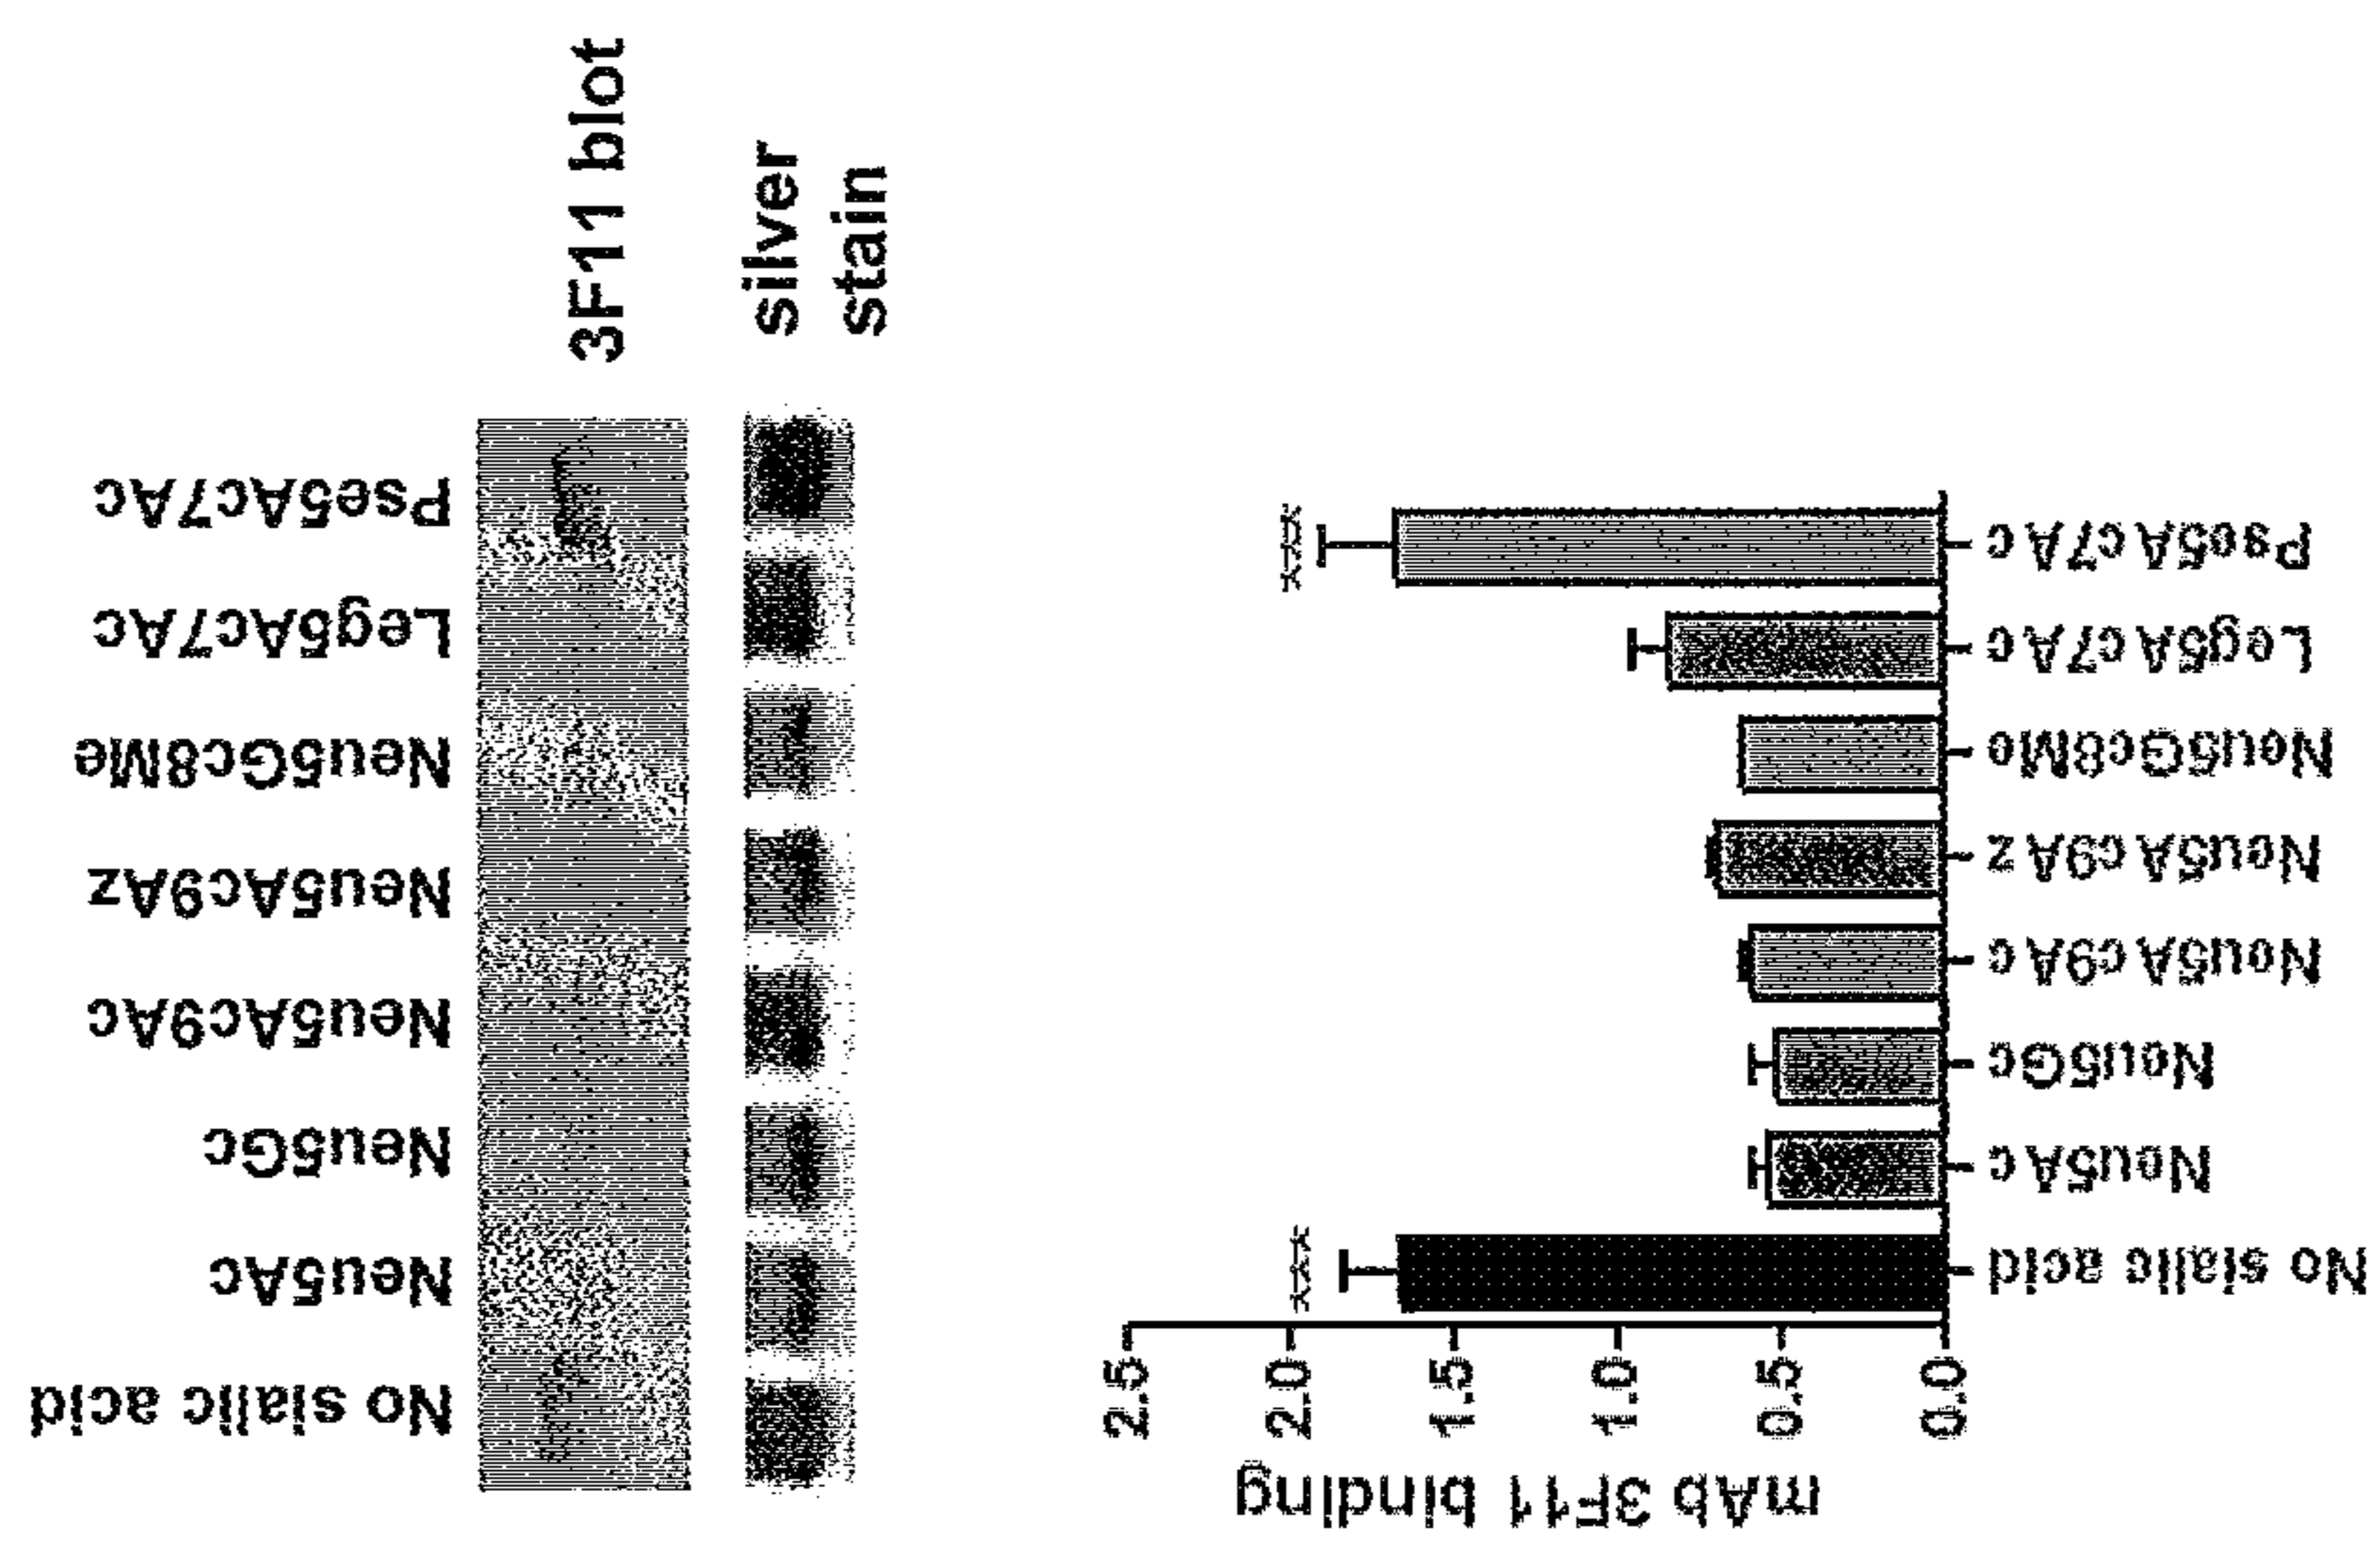 No sialic acid
Neu5Ac
Neu5Gc
Neu5Ac9Ac
Neu5Ac9Az
Neu5Gc8Me
Leg5Ac7Ac
Pse5Ac7Ac
3F11 blot
silver
stain
mAb 3F11 binding
2.5
2.0
1.5
1.0
0.5
0.0
***
***
No sialic acid
Neu5Ac
Neu5Gc
Neu5Ac9Ac
Neu5Ac9Az
Neu5Gc8Me
Leg5Ac7Ac
Pse5Ac7Ac